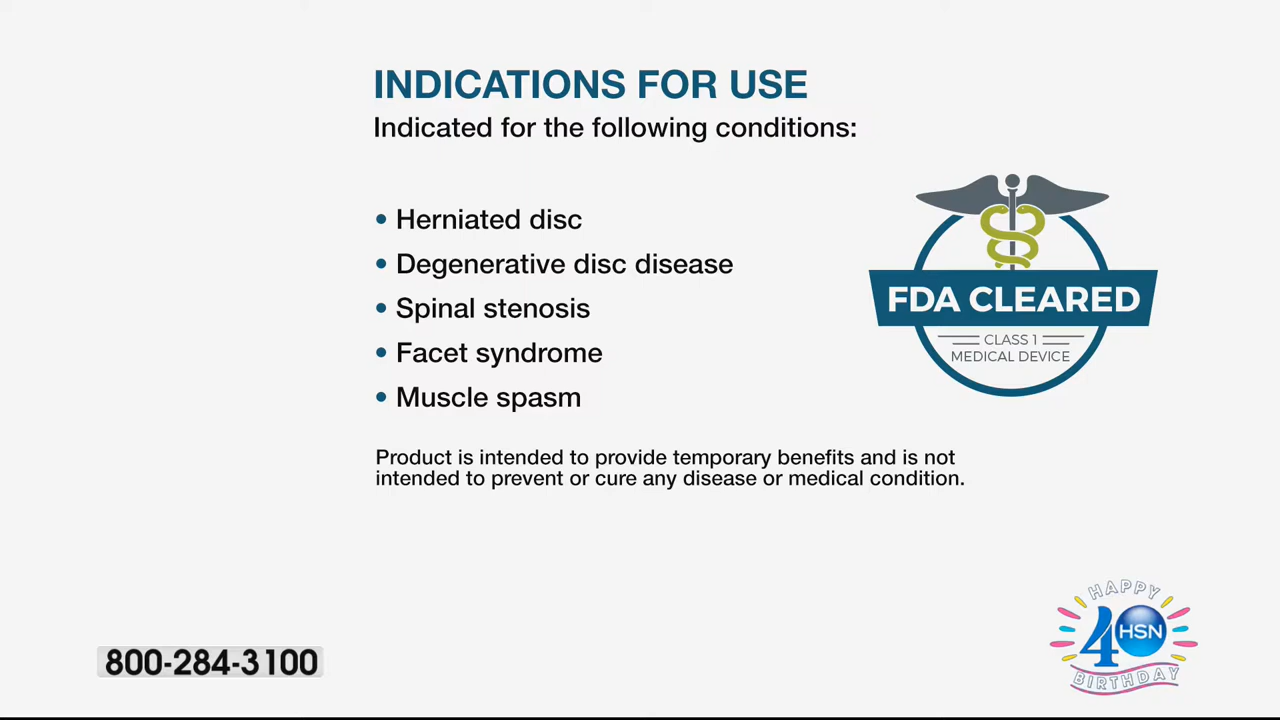 INDICATIONS FOR USE
Indicated for the following conditions:
• Herniated disc
• Degenerative disc disease
• Spinal stenosis
• Facet syndrome
• Muscle spasm
Product is intended to provide temporary benefits and is not
intended to prevent or cure any disease or medical condition.
FDA CLEARED
CLASS 1
MEDICAL DEVICE
800-284-3100
HAPPY
40 HSN
BIRTHDAY